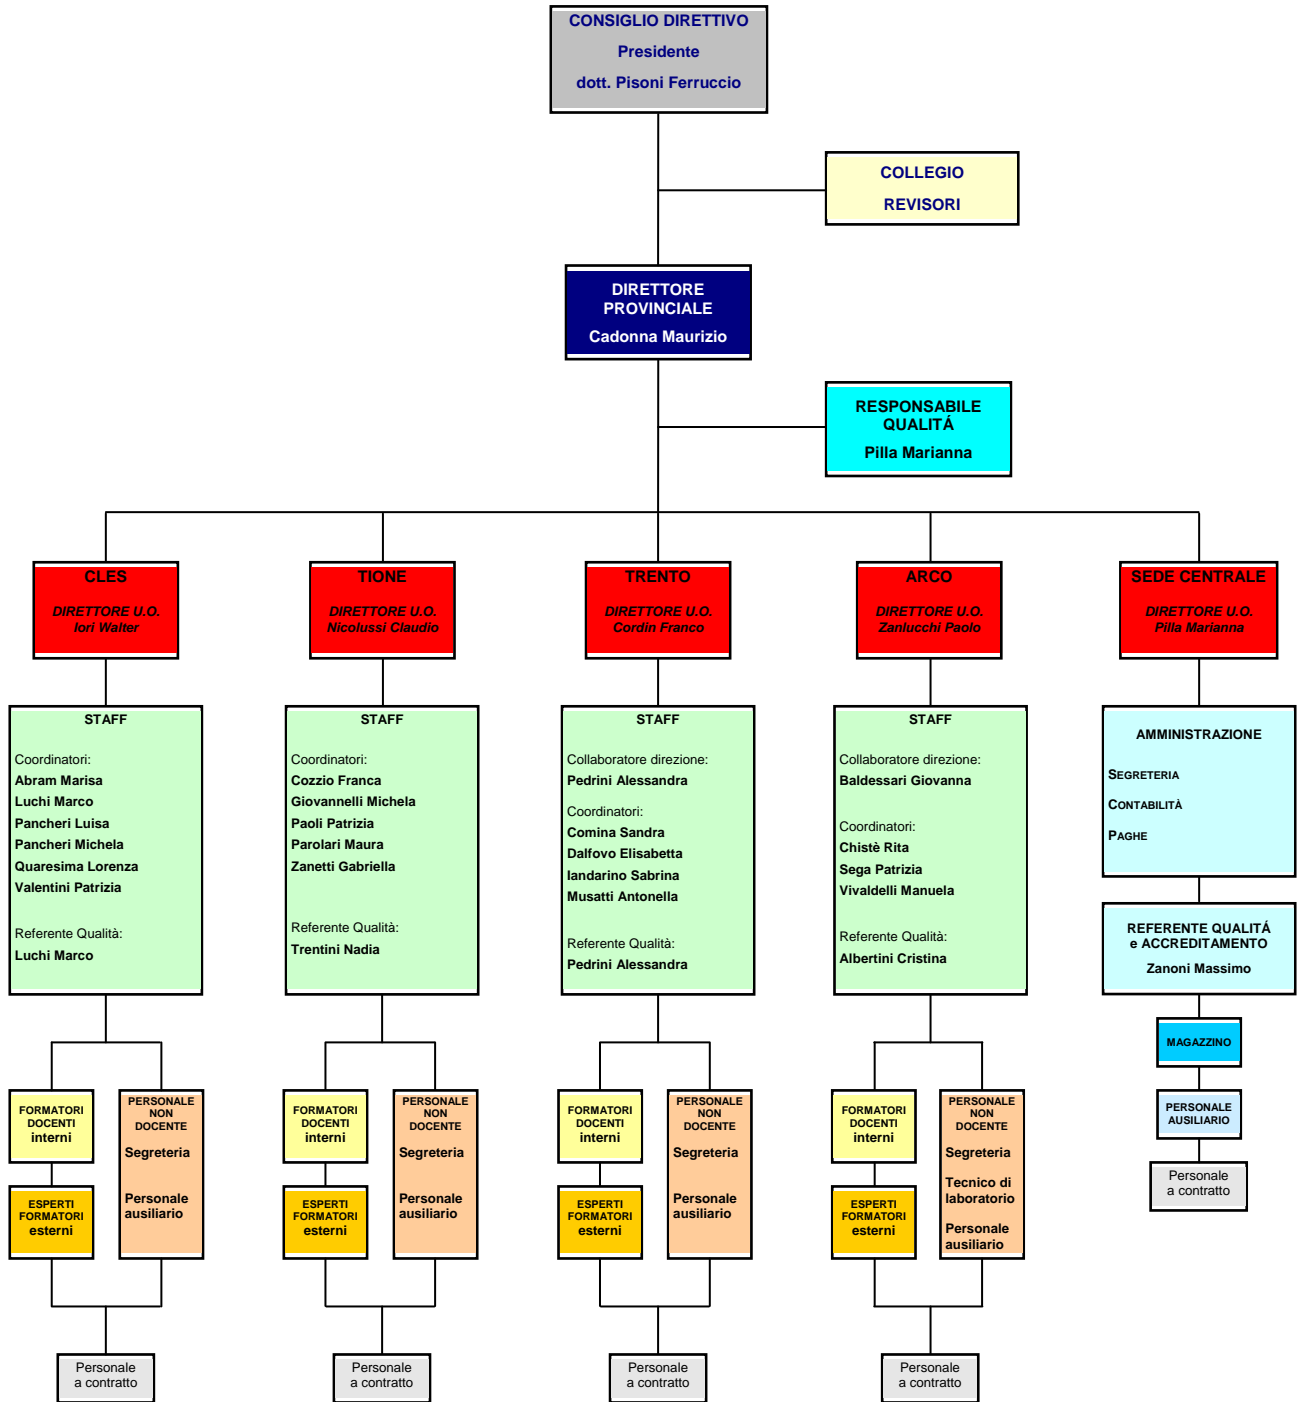 CONSIGLIO DIRETTIVO
Presidente
dott. Pisoni Ferruccio
COLLEGIO
REVISORI
DIRETTORE
PROVINCIALE
Cadonna Maurizio
RESPONSABILE
QUALITÁ
Pilla Marianna
CLES
DIRETTORE U.O.
Iori Walter
TIONE
DIRETTORE U.O.
Nicolussi Claudio
TRENTO
DIRETTORE U.O.
Cordin Franco
ARCO
DIRETTORE U.O.
Zanlucchi Paolo
SEDE CENTRALE
DIRETTORE U.O.
Pilla Marianna
STAFF
Coordinatori:
Abram Marisa
Luchi Marco
Pancheri Luisa
Pancheri Michela
Quaresima Lorenza
Valentini Patrizia
Referente Qualità:
Luchi Marco
STAFF
Coordinatori:
Cozzio Franca
Giovannelli Michela
Paoli Patrizia
Parolari Maura
Zanetti Gabriella
Referente Qualità:
Trentini Nadia
STAFF
Collaboratore direzione:
Pedrini Alessandra
Coordinatori:
Comina Sandra
Dalfovo Elisabetta
Iandarino Sabrina
Musatti Antonella
Referente Qualità:
Pedrini Alessandra
STAFF
Collaboratore direzione:
Baldessari Giovanna
Coordinatori:
Chistè Rita
Sega Patrizia
Vivaldelli Manuela
Referente Qualità:
Albertini Cristina
AMMINISTRAZIONE
SEGRETERIA
CONTABILITÀ
PAGHE
REFERENTE QUALITÁ
e ACCREDITAMENTO
Zanoni Massimo
MAGAZZINO
PERSONALE
AUSILIARIO
Personale
a contratto
FORMATORI
DOCENTI
interni
ESPERTI
FORMATORI
esterni
PERSONALE
NON
DOCENTE
Segreteria
Personale
ausiliario
Personale
a contratto
FORMATORI
DOCENTI
interni
ESPERTI
FORMATORI
esterni
PERSONALE
NON
DOCENTE
Segreteria
Personale
ausiliario
Personale
a contratto
FORMATORI
DOCENTI
interni
ESPERTI
FORMATORI
esterni
PERSONALE
NON
DOCENTE
Segreteria
Personale
ausiliario
Personale
a contratto
FORMATORI
DOCENTI
interni
ESPERTI
FORMATORI
esterni
PERSONALE
NON
DOCENTE
Segreteria
Tecnico di
laboratorio
Personale
ausiliario
Personale
a contratto